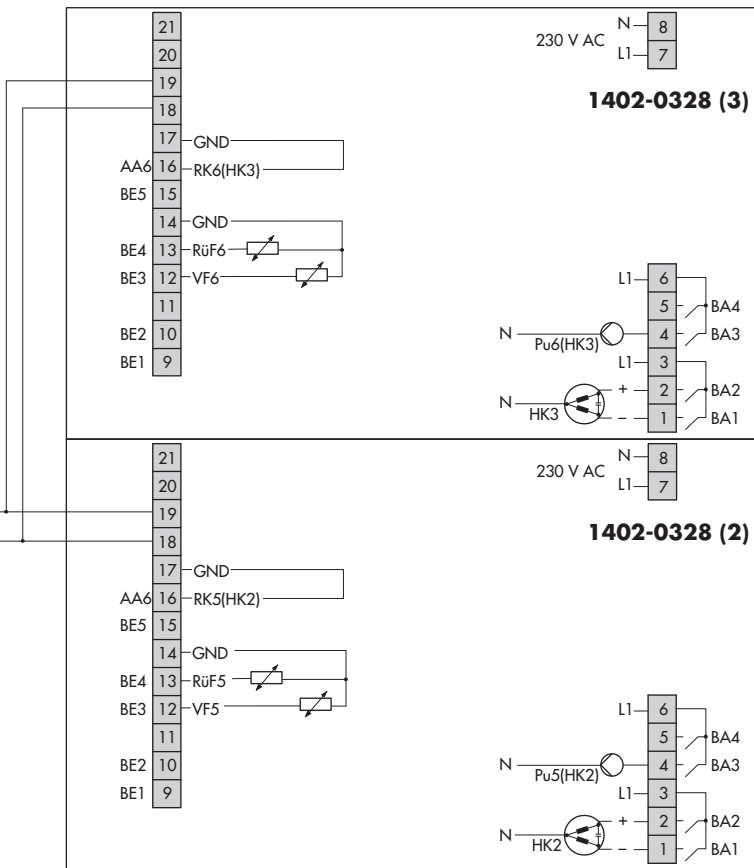 21 N 8
230 V AC
20 L1 7
19
1402-0328 (3)
18
17 GND
AA6 16 RK6(HK3)
BE5 15
14 GND
BE4 13 RüF6
BE3 12 VF6 L1 6
11 5 BA4
BE2 10 N Pu6(HK3) 4 BA3
BE1 9 L1 3
+ 2 BA2
N HK3
– 1 BA1
21 N 8
230 V AC
20 L1 7
19
1402-0328 (2)
18
17 GND
AA6 16 RK5(HK2)
BE5 15
14 GND
BE4 13 RüF5
BE3 12 VF5 L1 6
11 5 BA4
BE2 10 N Pu5(HK2) 4 BA3
BE1 9 L1 3
+ 2 BA2
N HK2
– 1 BA1